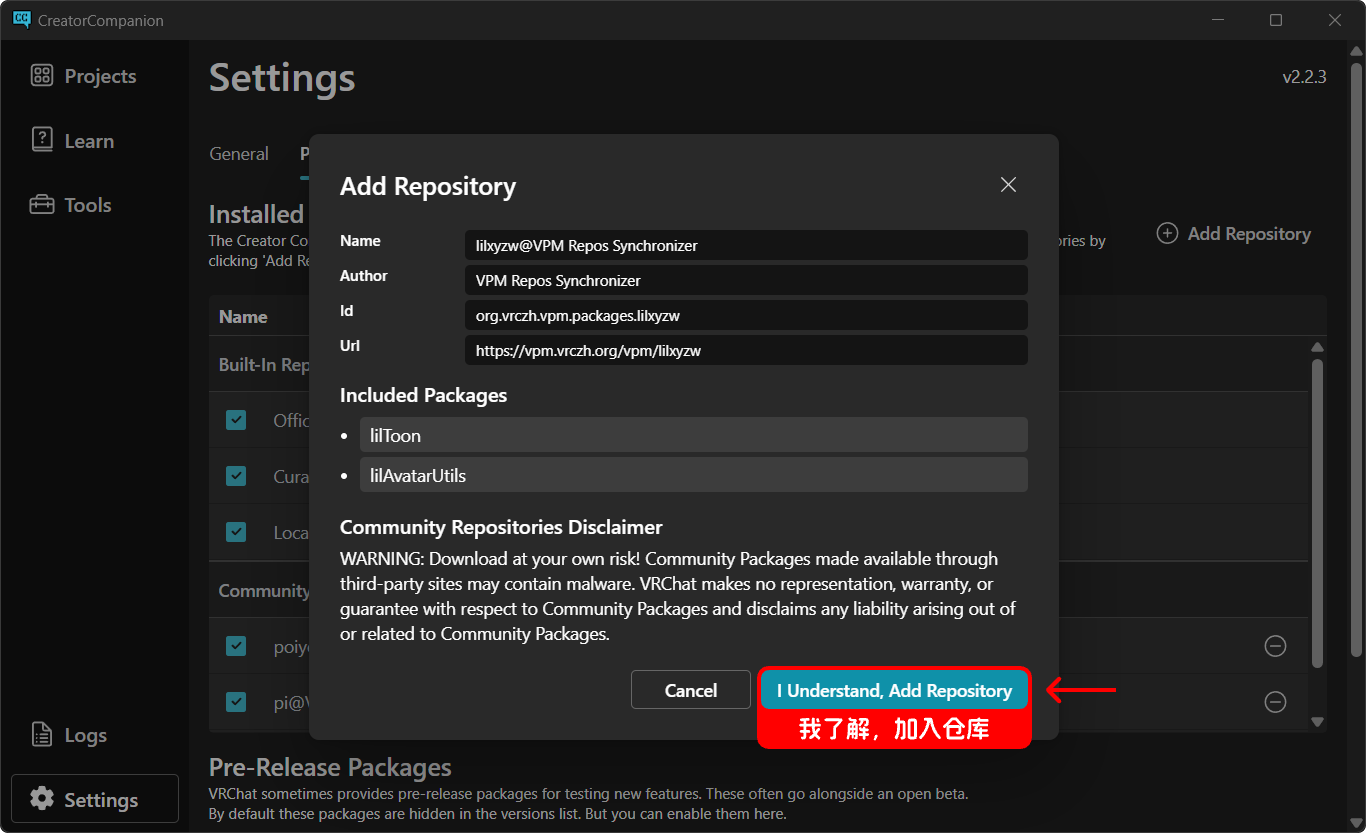 CreatorCompanion
Projects
Learn
Tools
Logs
Settings
Settings
v2.2.3
General
P
Installed
The Creator Co
ries by
clicking 'Add Re
Add Repository
Name
Built-In Rep
Offic
Cura
Loca
Community
poiy
pi@V
Add Repository
Name
lilxyzw@VPM Repos Synchronizer
Author
VPM Repos Synchronizer
Id
org.vrczh.vpm.packages.lilxyzw
Url
https://vpm.vrczh.org/vpm/lilxyzw
Included Packages
• lilToon
• lilAvatarUtils
Community Repositories Disclaimer
WARNING: Download at your own risk! Community Packages made available through
third-party sites may contain malware. VRChat makes no representation, warranty, or
guarantee with respect to Community Packages and disclaims any liability arising out of
or related to Community Packages.
Cancel
I Understand, Add Repository
我了解，加入仓库
Pre-Release Packages
VRChat sometimes provides pre-release packages for testing new features. These often go alongside an open beta.
By default these packages are hidden in the versions list. But you can enable them here.